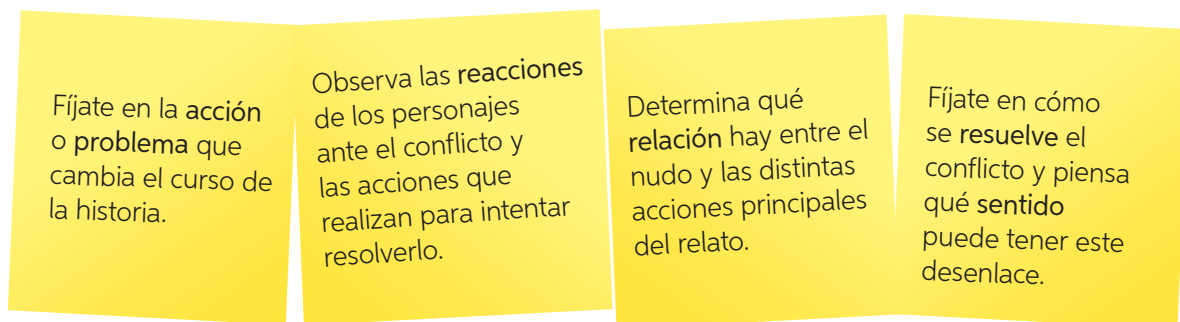 Fíjate en la acción
o problema que
cambia el curso de
la historia.
Observa las reacciones
de los personajes
ante el conflicto y
las acciones que
realizan para intentar
resolverlo.
Determina qué
relación hay entre el
nudo y las distintas
acciones principales
del relato.
Fíjate en cómo
se resuelve el
conflicto y piensa
qué sentido
puede tener este
desenlace.